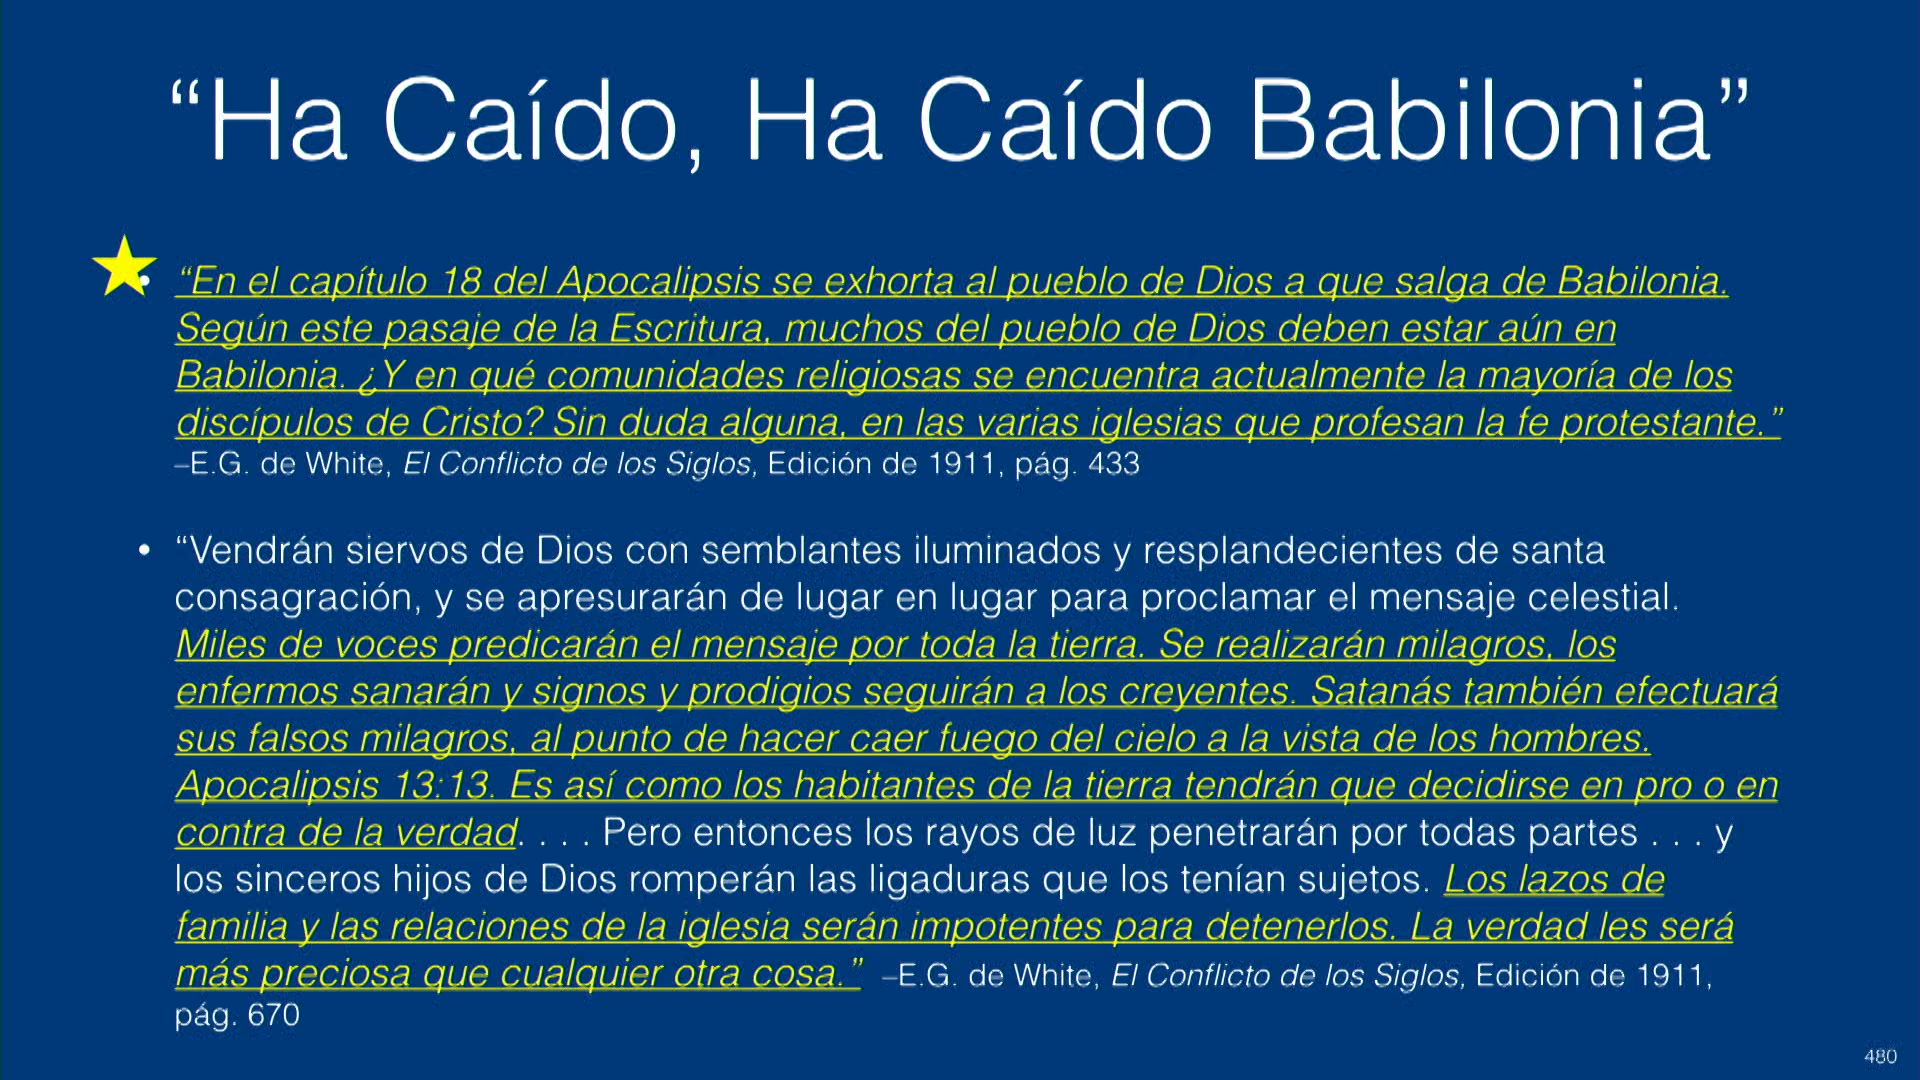 “Ha Caído, Ha Caído Babilonia”
• “En el capítulo 18 del Apocalipsis se exhorta al pueblo de Dios a que salga de Babilonia.
Según este pasaje de la Escritura, muchos del pueblo de Dios deben estar aún en
Babilonia. ¿Y en qué comunidades religiosas se encuentra actualmente la mayoría de los
discípulos de Cristo? Sin duda alguna, en las varias iglesias que profesan la fe protestante.”
–E.G. de White, El Conflicto de los Siglos, Edición de 1911, pág. 433
• “Vendrán siervos de Dios con semblantes iluminados y resplandecientes de santa
consagración, y se apresurarán de lugar en lugar para proclamar el mensaje celestial.
Miles de voces predicarán el mensaje por toda la tierra. Se realizarán milagros, los
enfermos sanarán y signos y prodigios seguirán a los creyentes. Satanás también efectuará
sus falsos milagros, al punto de hacer caer fuego del cielo a la vista de los hombres.
Apocalipsis 13:13. Es así como los habitantes de la tierra tendrán que decidirse en pro o en
contra de la verdad. . . . Pero entonces los rayos de luz penetrarán por todas partes . . . y
los sinceros hijos de Dios romperán las ligaduras que los tenían sujetos. Los lazos de
familia y las relaciones de la iglesia serán impotentes para detenerlos. La verdad les será
más preciosa que cualquier otra cosa.” –E.G. de White, El Conflicto de los Siglos, Edición de 1911,
pág. 670
480